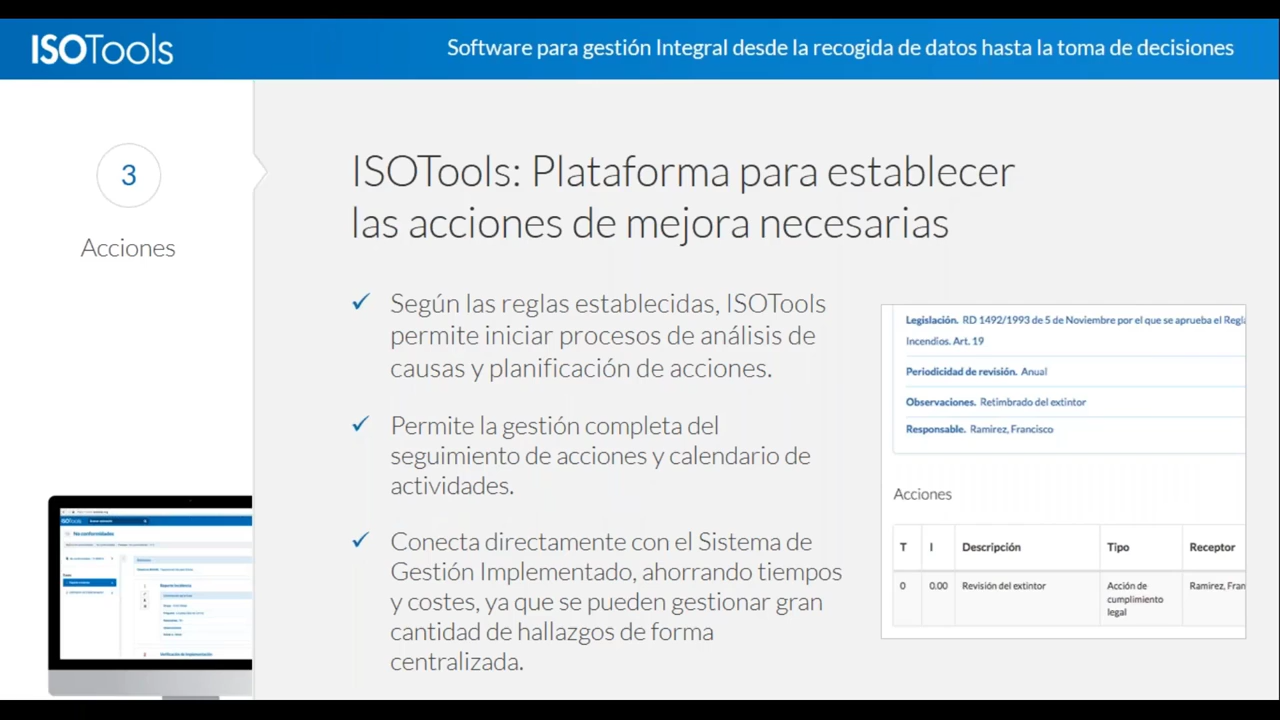 ISOTools
Software para gestión Integral desde la recogida de datos hasta la toma de decisiones
3
Acciones
ISOTools: Plataforma para establecer
las acciones de mejora necesarias
Según las reglas establecidas, ISOTools
permite iniciar procesos de análisis de
causas y planificación de acciones.
Permite la gestión completa del
seguimiento de acciones y calendario de
actividades.
Conecta directamente con el Sistema de
Gestión Implementado, ahorrando tiempos
y costes, ya que se pueden gestionar gran
cantidad de hallazgos de forma
centralizada.
Legislación. RD 1492/1993 de 5 de Noviembre por el que se aprueba el Regla
Incendios. Art. 19
Periodicidad de revisión. Anual
Observaciones. Retimbrado del extintor
Responsable. Ramirez, Francisco
Acciones
T I Descripción Tipo Receptor
0 0.00 Revisión del extintor Acción de Ramirez, Fran
cumplimiento
legal
ISOTools
No conformidades